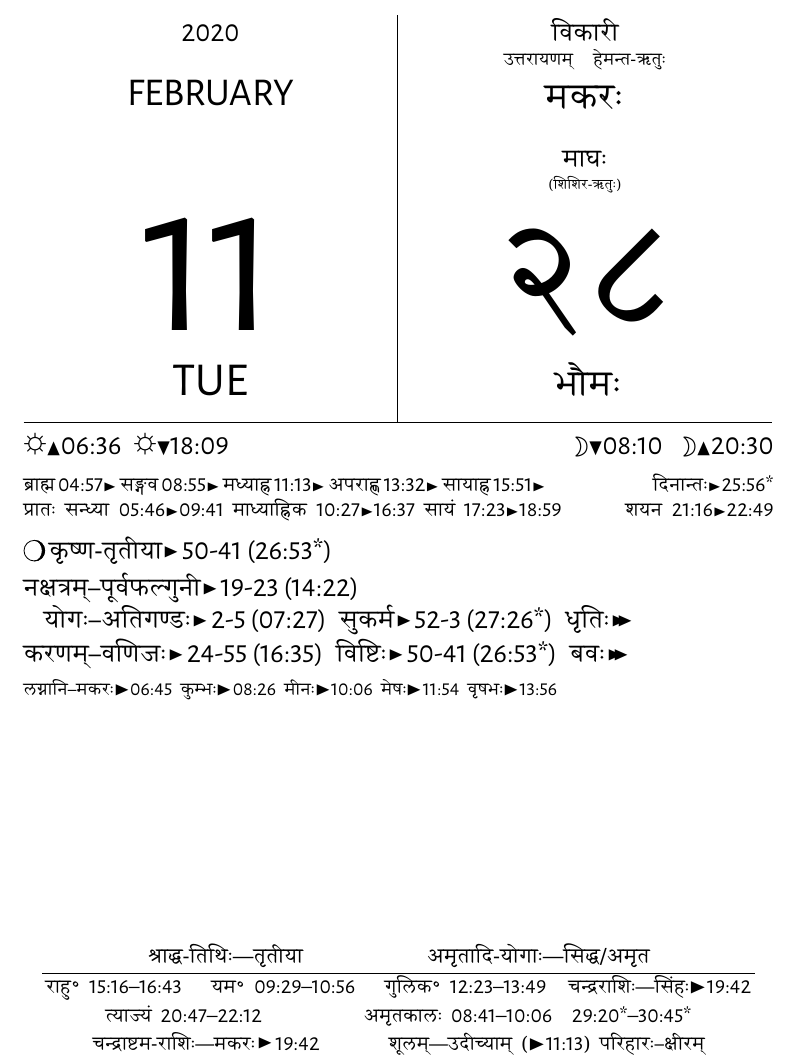 2020
FEBRUARY
11
TUE
विकारी
उत्तरायणम् हेमन्त-ऋतुः
मकरः
माघः
(शिशिर-ऋतुः)
२८
भौमः
☼▲06:36 ☼▼18:09 ☽▼08:10 ☽▲20:30
ब्राह्म 04:57► सङ्गव 08:55► मध्याह्न 11:13► अपराह्ण 13:32► सायाह्न 15:51► दिनान्तः►25:56*
प्रातः सन्ध्या 05:46►09:41 माध्याह्निक 10:27►16:37 सायं 17:23►18:59 शयन 21:16►22:49
❍कृष्ण-तृतीया►50-41 (26:53*)
नक्षत्रम्–पूर्वफल्गुनी►19-23 (14:22)
योगः–अतिगण्डः►2-5 (07:27) सुकर्म►52-3 (27:26*) धृतिः►►
करणम्–वणिजः►24-55 (16:35) विष्टिः►50-41 (26:53*) बवः►►
लग्नानि–मकरः►06:45 कुम्भः►08:26 मीनः►10:06 मेषः►11:54 वृषभः►13:56
श्राद्ध-तिथिः—तृतीया अमृतादि-योगाः—सिद्ध/अमृत
राहु॰ 15:16–16:43 यम॰ 09:29–10:56 गुलिक॰ 12:23–13:49 चन्द्रराशिः—सिंहः►19:42
त्याज्यं 20:47–22:12 अमृतकालः 08:41–10:06 29:20*–30:45*
चन्द्राष्टम-राशिः—मकरः►19:42 शूलम्—उदीच्याम् (►11:13) परिहारः–क्षीरम्